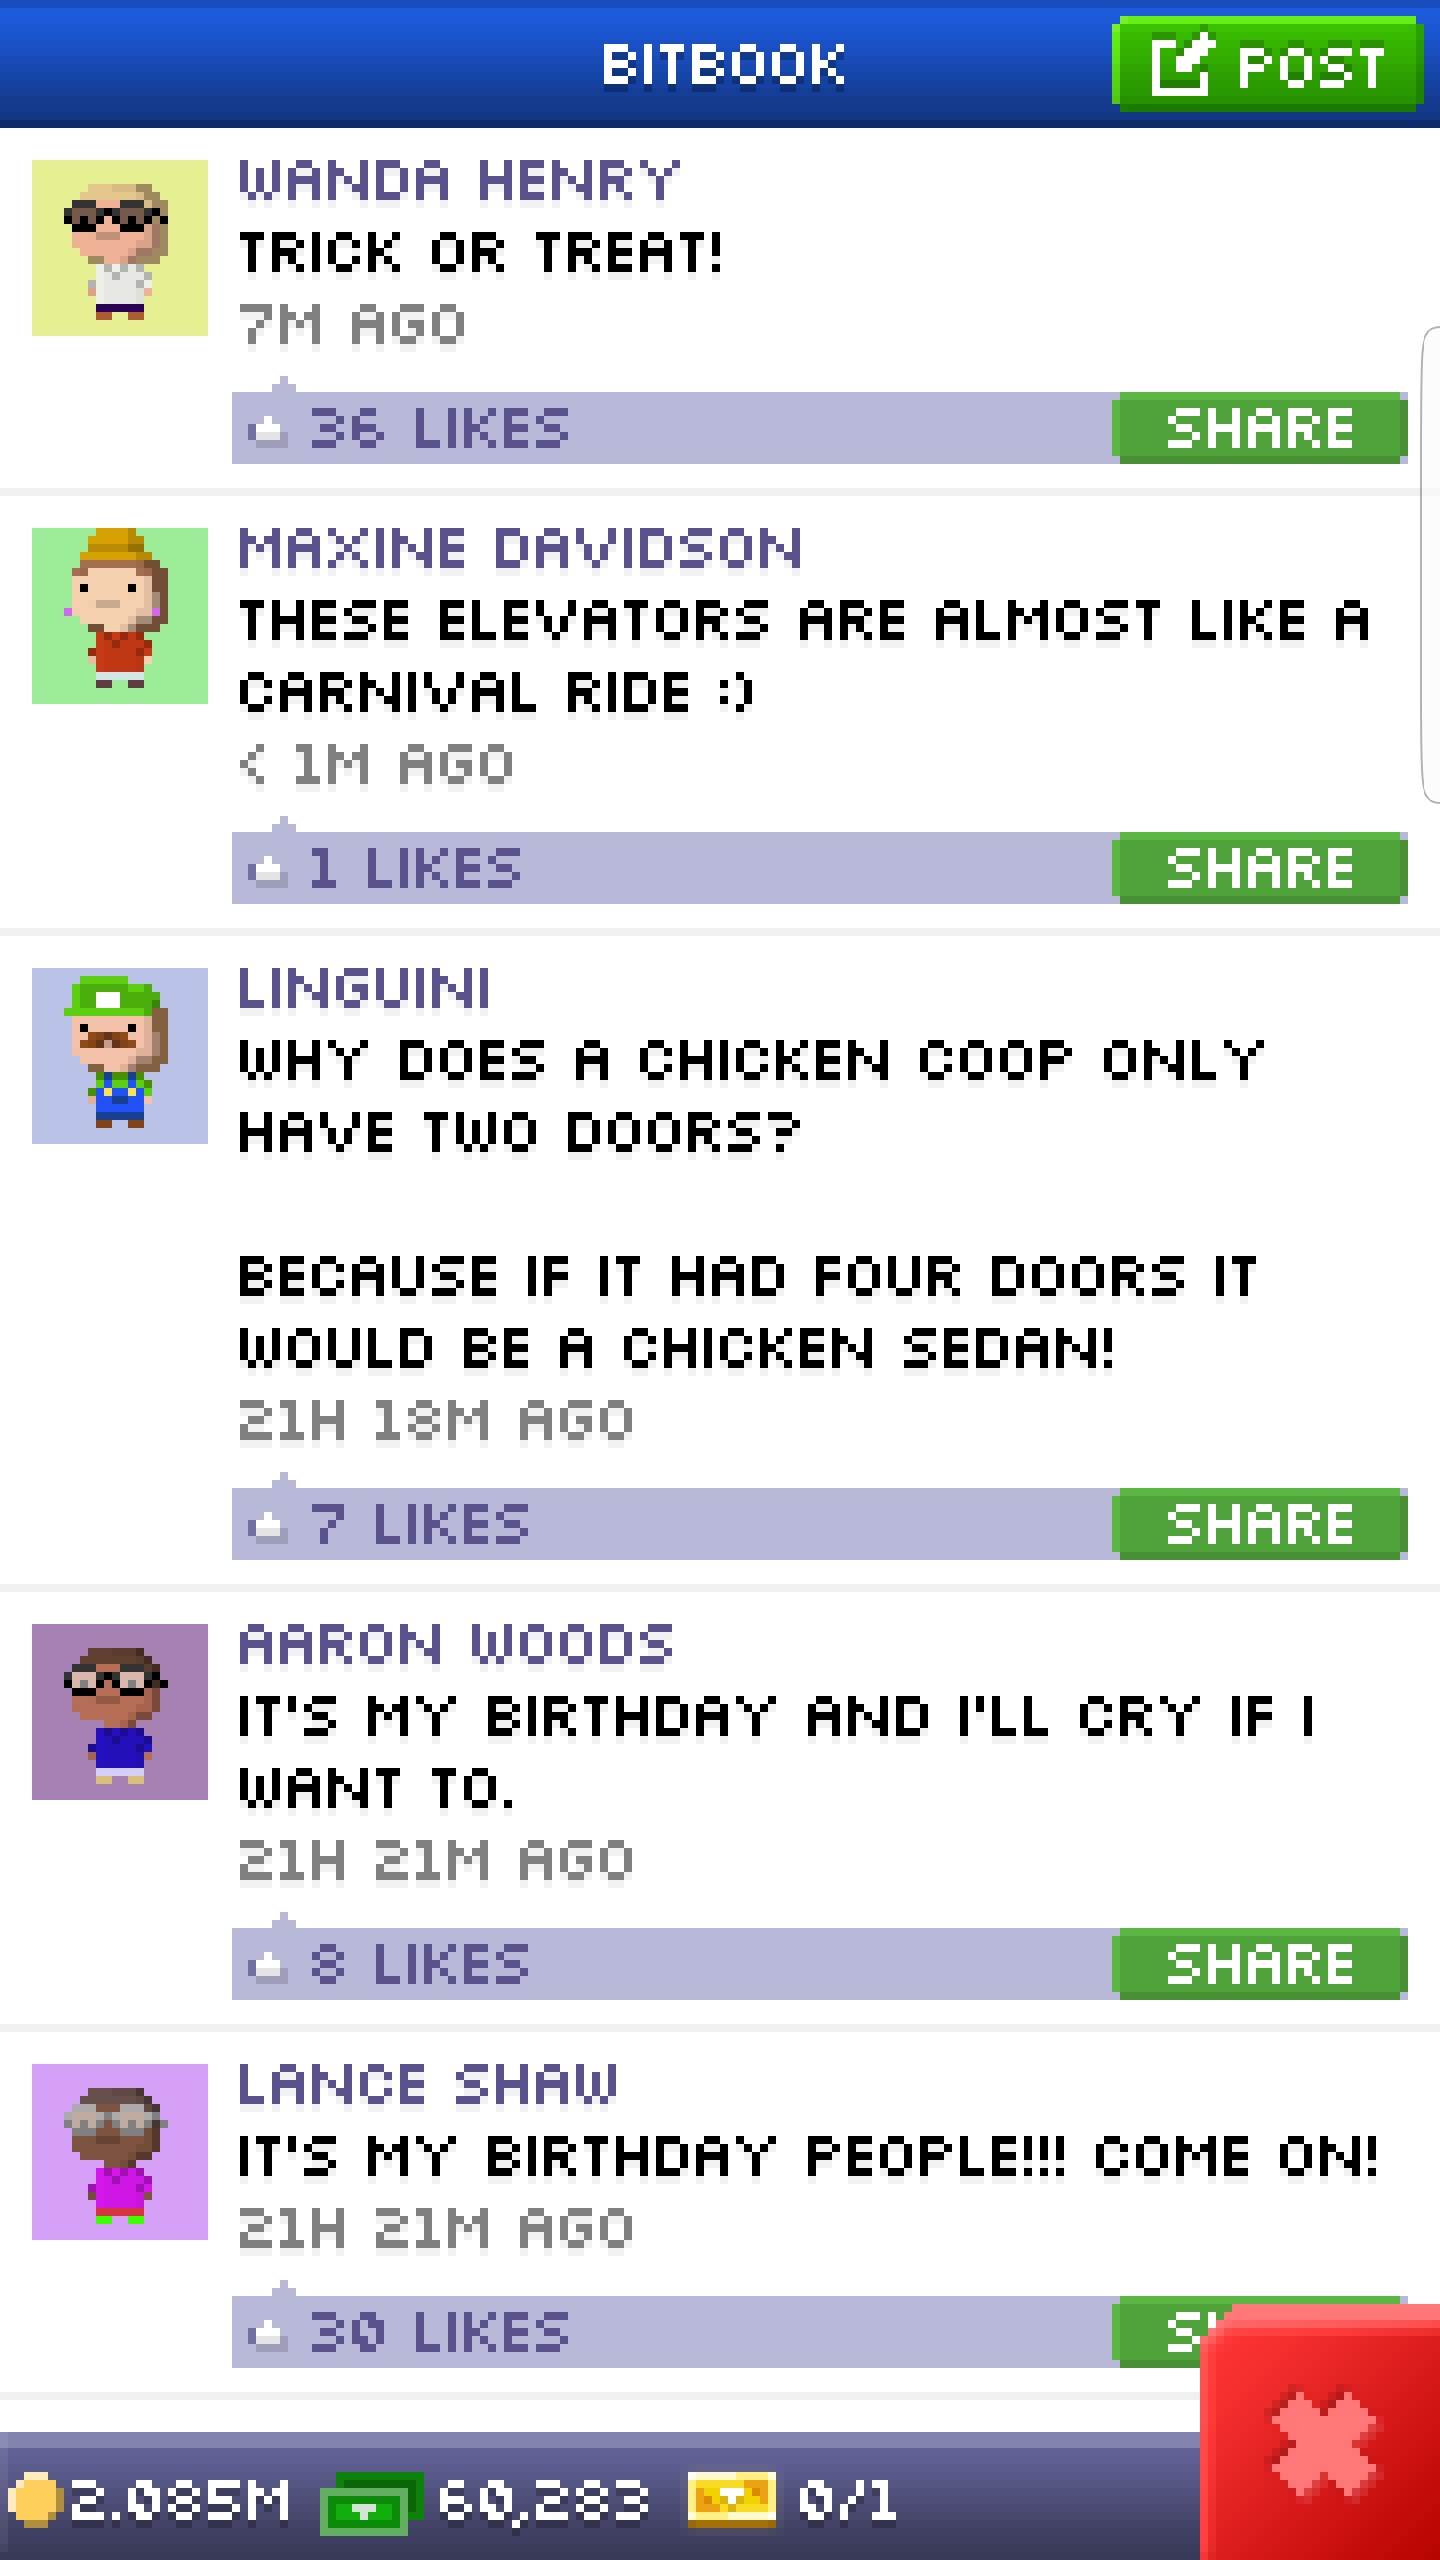 BITBOOK
POST
WANDA HENRY
TRICK OR TREAT!
7M AGO
36 LIKES
SHARE
MAXINE DAVIDSON
THESE ELEVATORS ARE ALMOST LIKE A
CARNIVAL RIDE :)
< 1M AGO
1 LIKES
SHARE
LINGUINI
WHY DOES A CHICKEN COOP ONLY
HAVE TWO DOORS?
BECAUSE IF IT HAD FOUR DOORS IT
WOULD BE A CHICKEN SEDAN!
21H 18M AGO
7 LIKES
SHARE
AARON WOODS
IT'S MY BIRTHDAY AND I'LL CRY IF I
WANT TO.
21H 21M AGO
8 LIKES
SHARE
LANCE SHAW
IT'S MY BIRTHDAY PEOPLE!!! COME ON!
21H 21M AGO
30 LIKES
2.085M
60,283
0/1